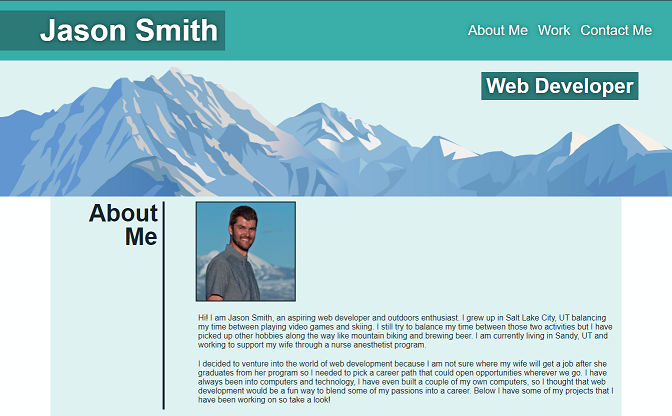 Jason Smith
About Me Work Contact Me
Web Developer
About
Me
Hi! I am Jason Smith, an aspiring web developer and outdoors enthusiast. I grew up in Salt Lake City, UT balancing
my time between playing video games and skiing. I still try to balance my time between those two activities but I have
picked up other hobbies along the way like mountain biking and brewing beer. I am currently living in Sandy, UT and
working to support my wife through a nurse anesthetist program.
I decided to venture into the world of web development because I am not sure where my wife will get a job after she
graduates from her program so I needed to pick a career path that could open opportunities wherever we go. I have
always been into computers and technology, I have even built a couple of my own computers, so I thought that web
development would be a fun way to blend some of my passions into a career. Below I have some of my projects that I
have been working on so take a look!